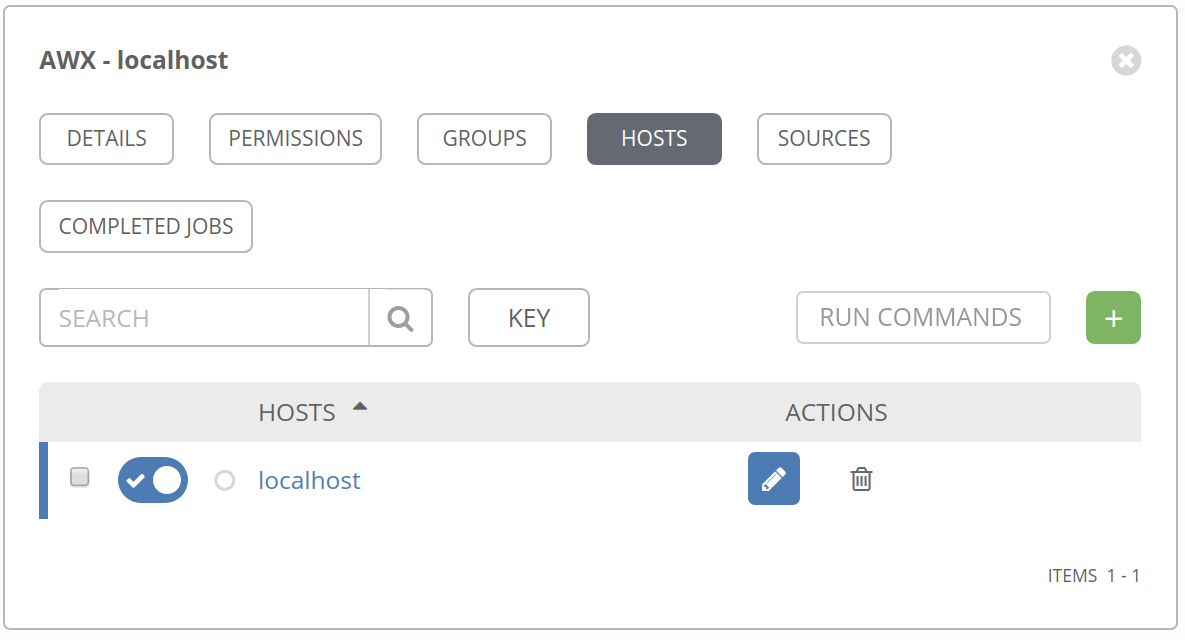 AWX - localhost
DETAILS PERMISSIONS GROUPS HOSTS SOURCES
COMPLETED JOBS
SEARCH KEY RUN COMMANDS +
HOSTS ACTIONS
localhost
ITEMS 1 - 1